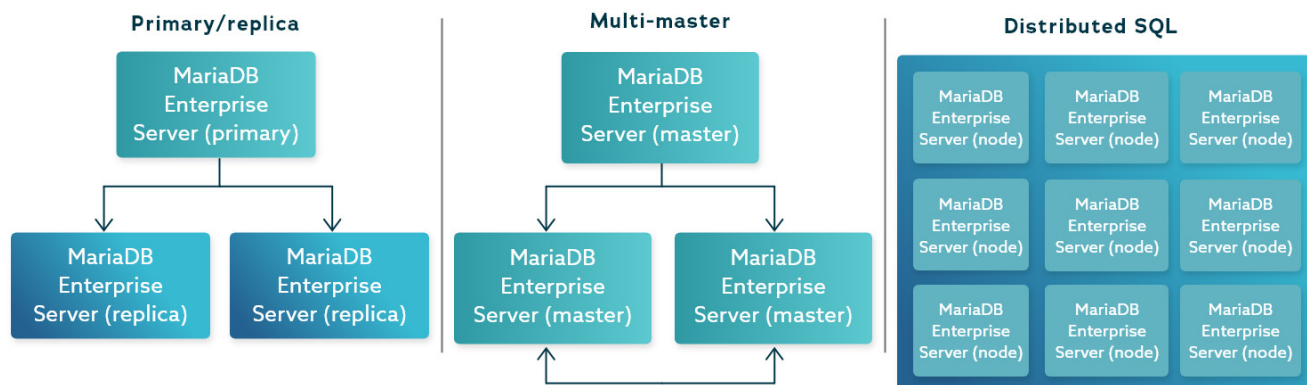 Primary/replica
MariaDB
Enterprise
Server (primary)
MariaDB
Enterprise
Server (replica)
MariaDB
Enterprise
Server (replica)
Multi-master
MariaDB
Enterprise
Server (master)
MariaDB
Enterprise
Server (master)
MariaDB
Enterprise
Server (master)
Distributed SQL
MariaDB
Enterprise
Server (node)
MariaDB
Enterprise
Server (node)
MariaDB
Enterprise
Server (node)
MariaDB
Enterprise
Server (node)
MariaDB
Enterprise
Server (node)
MariaDB
Enterprise
Server (node)
MariaDB
Enterprise
Server (node)
MariaDB
Enterprise
Server (node)
MariaDB
Enterprise
Server (node)